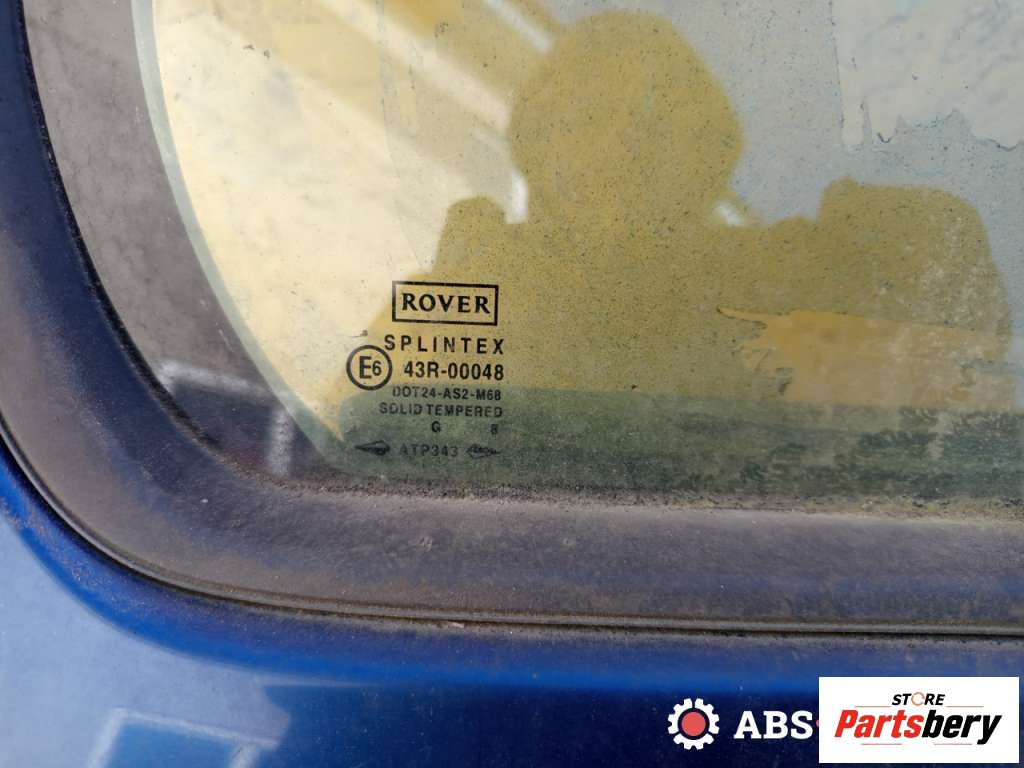 ROVER
SPLINTEX
E6 43R-00048
DOT24-AS2-M68
SOLID TEMPERED
G 8
ATP343
ABS-
STORE
Partsbery